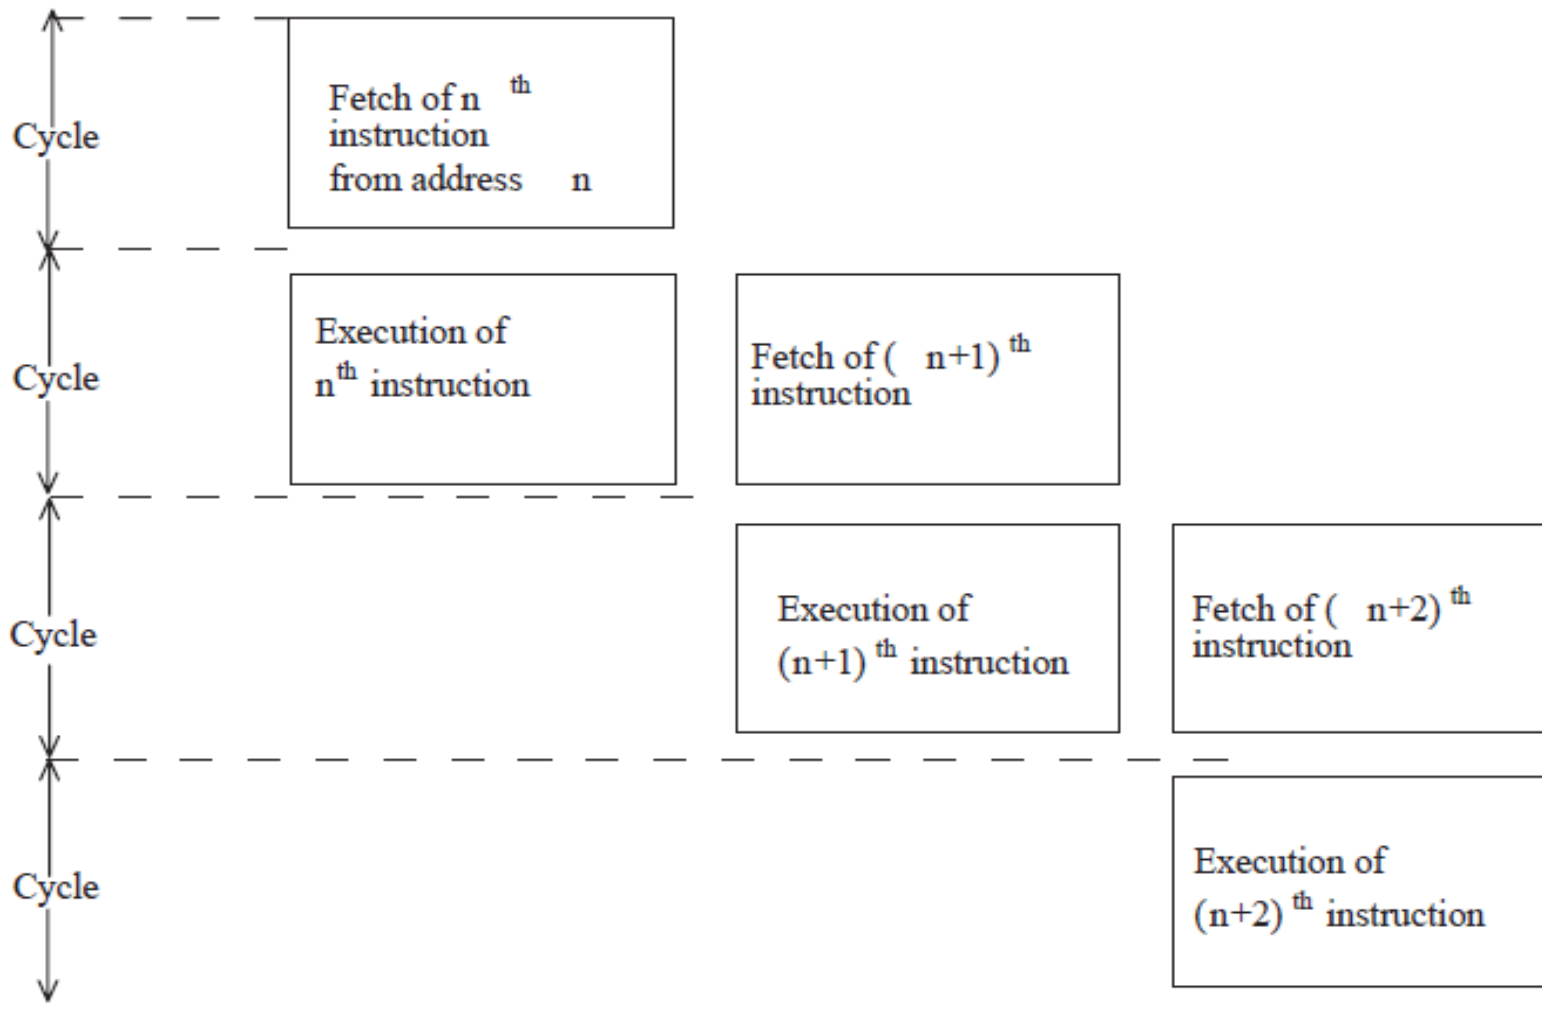 Cycle
Fetch of n th
instruction
from address n
Cycle
Execution of
nth instruction
Fetch of ( n+1) th
instruction
Cycle
Execution of
(n+1) th instruction
Fetch of ( n+2) th
instruction
Cycle
Execution of
(n+2) th instruction